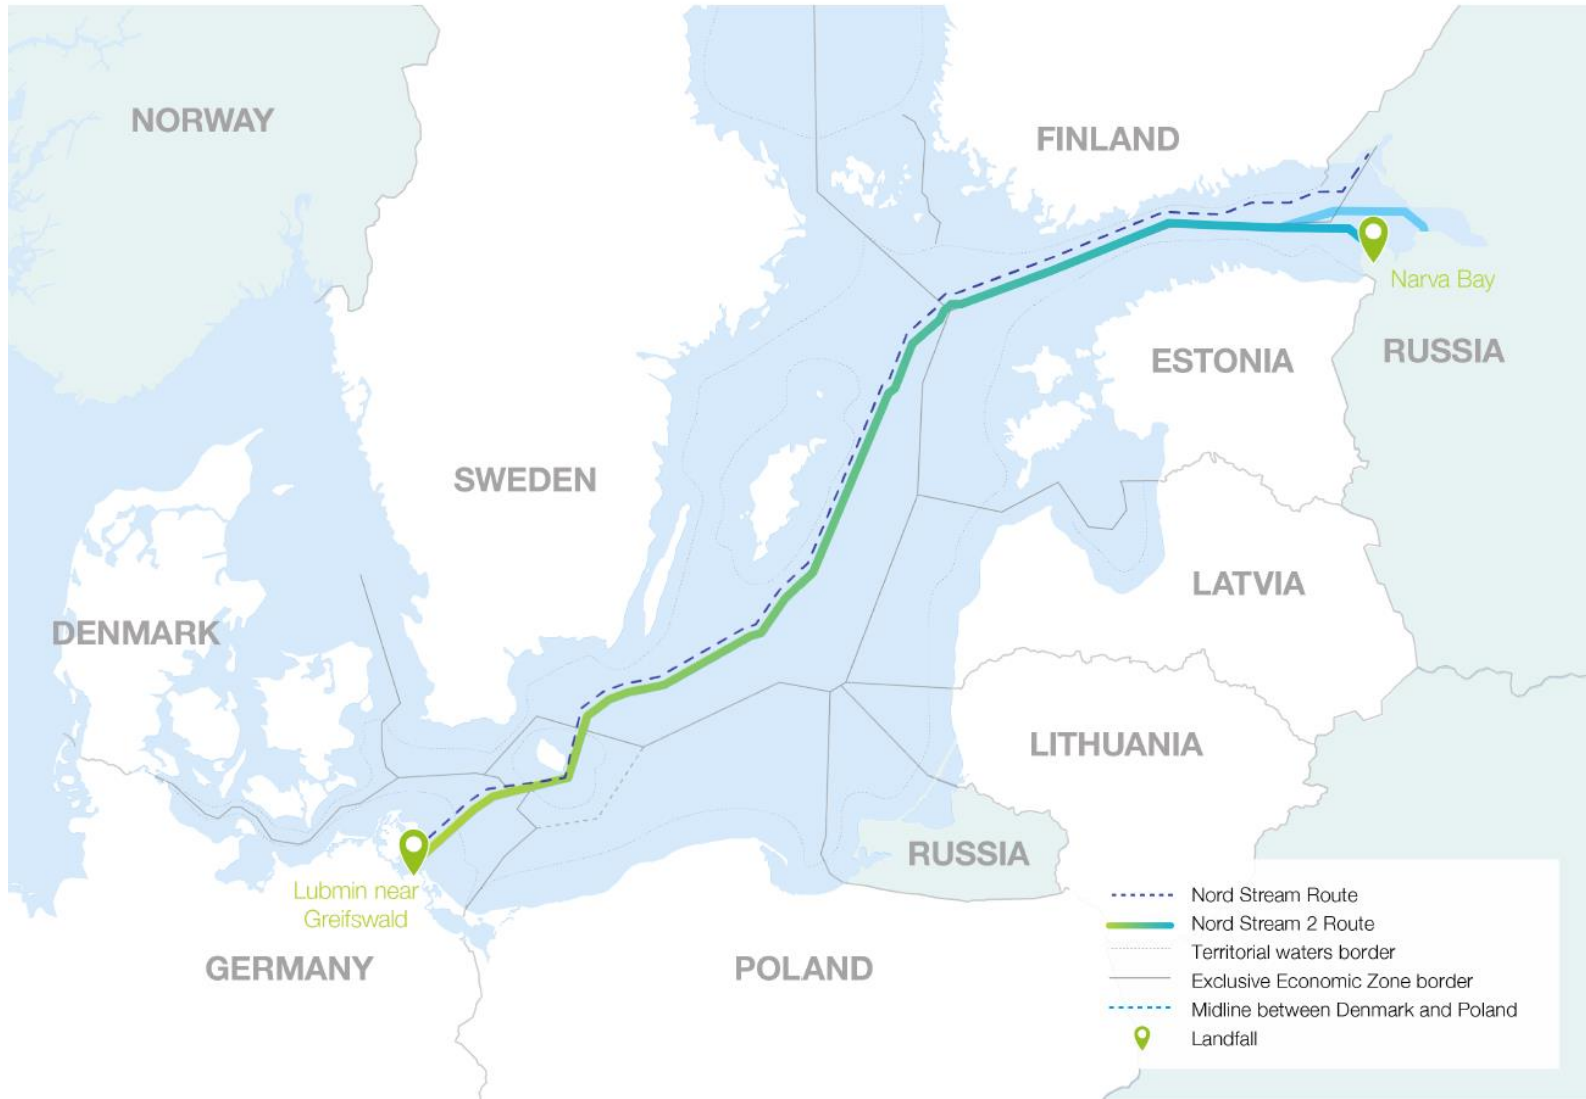 NORWAY
FINLAND
Narva Bay
ESTONIA
RUSSIA
SWEDEN
LATVIA
DENMARK
LITHUANIA
RUSSIA
Lubmin near
Greifswald
GERMANY
POLAND
Nord Stream Route
Nord Stream 2 Route
Territorial waters border
Exclusive Economic Zone border
Midline between Denmark and Poland
Landfall